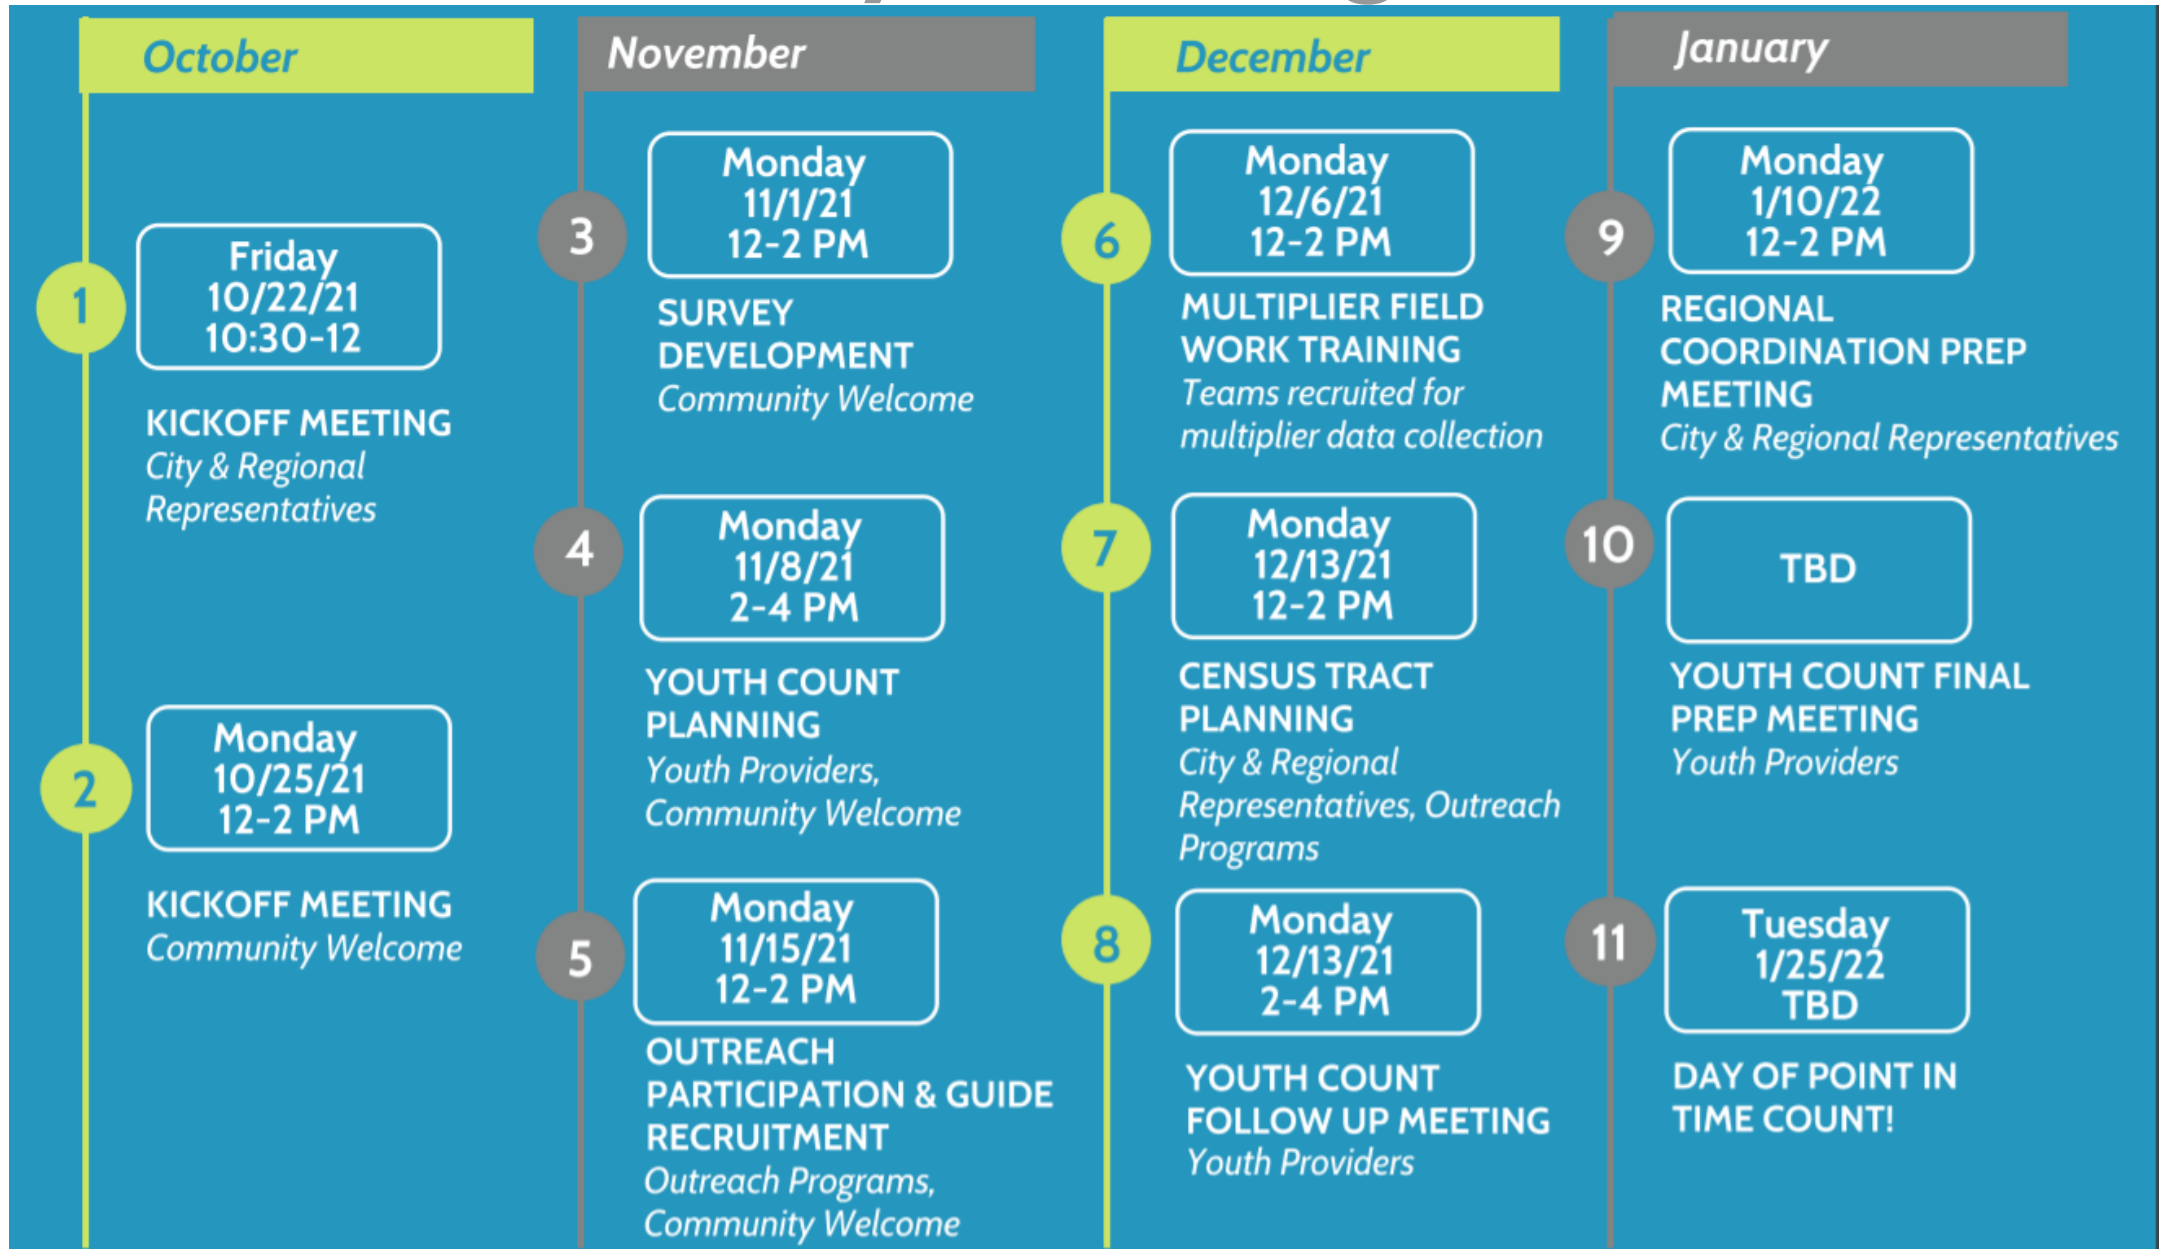 October
1
Friday
10/22/21
10:30-12
KICKOFF MEETING
City & Regional
Representatives
2
Monday
10/25/21
12-2 PM
KICKOFF MEETING
Community Welcome
November
3
Monday
11/1/21
12-2 PM
SURVEY
DEVELOPMENT
Community Welcome
4
Monday
11/8/21
2-4 PM
YOUTH COUNT
PLANNING
Youth Providers,
Community Welcome
5
Monday
11/15/21
12-2 PM
OUTREACH
PARTICIPATION & GUIDE
RECRUITMENT
Outreach Programs,
Community Welcome
December
6
Monday
12/6/21
12-2 PM
MULTIPLIER FIELD
WORK TRAINING
Teams recruited for
multiplier data collection
7
Monday
12/13/21
12-2 PM
CENSUS TRACT
PLANNING
City & Regional
Representatives, Outreach
Programs
8
Monday
12/13/21
2-4 PM
YOUTH COUNT
FOLLOW UP MEETING
Youth Providers
January
9
Monday
1/10/22
12-2 PM
REGIONAL
COORDINATION PREP
MEETING
City & Regional Representatives
10
TBD
YOUTH COUNT FINAL
PREP MEETING
Youth Providers
11
Tuesday
1/25/22
TBD
DAY OF POINT IN
TIME COUNT!